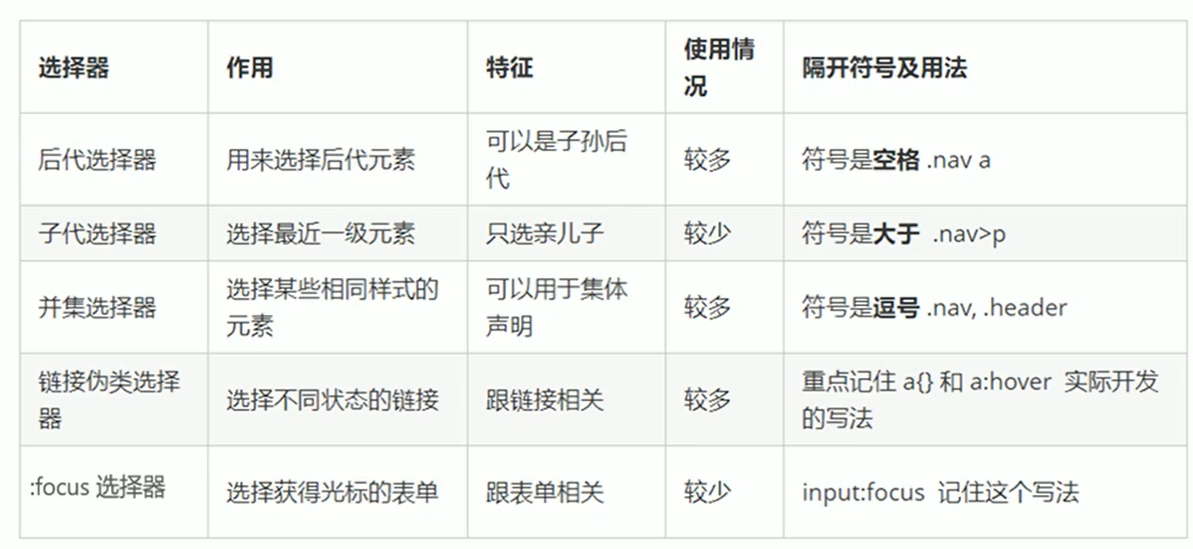 选择器 作用 特征 使用情况 隔开符号及用法
后代选择器 用来选择后代元素 可以是子孙后代 较多 符号是空格 .nav a
子代选择器 选择最近一级元素 只选亲儿子 较少 符号是大于 .nav>p
并集选择器 选择某些相同样式的元素 可以用于集体声明 较多 符号是逗号 .nav, .header
链接伪类选择器 选择不同状态的链接 跟链接相关 较多 重点记住 a{} 和 a:hover 实际开发的写法
:focus 选择器 选择获得光标的表单 跟表单相关 较少 input:focus 记住这个写法